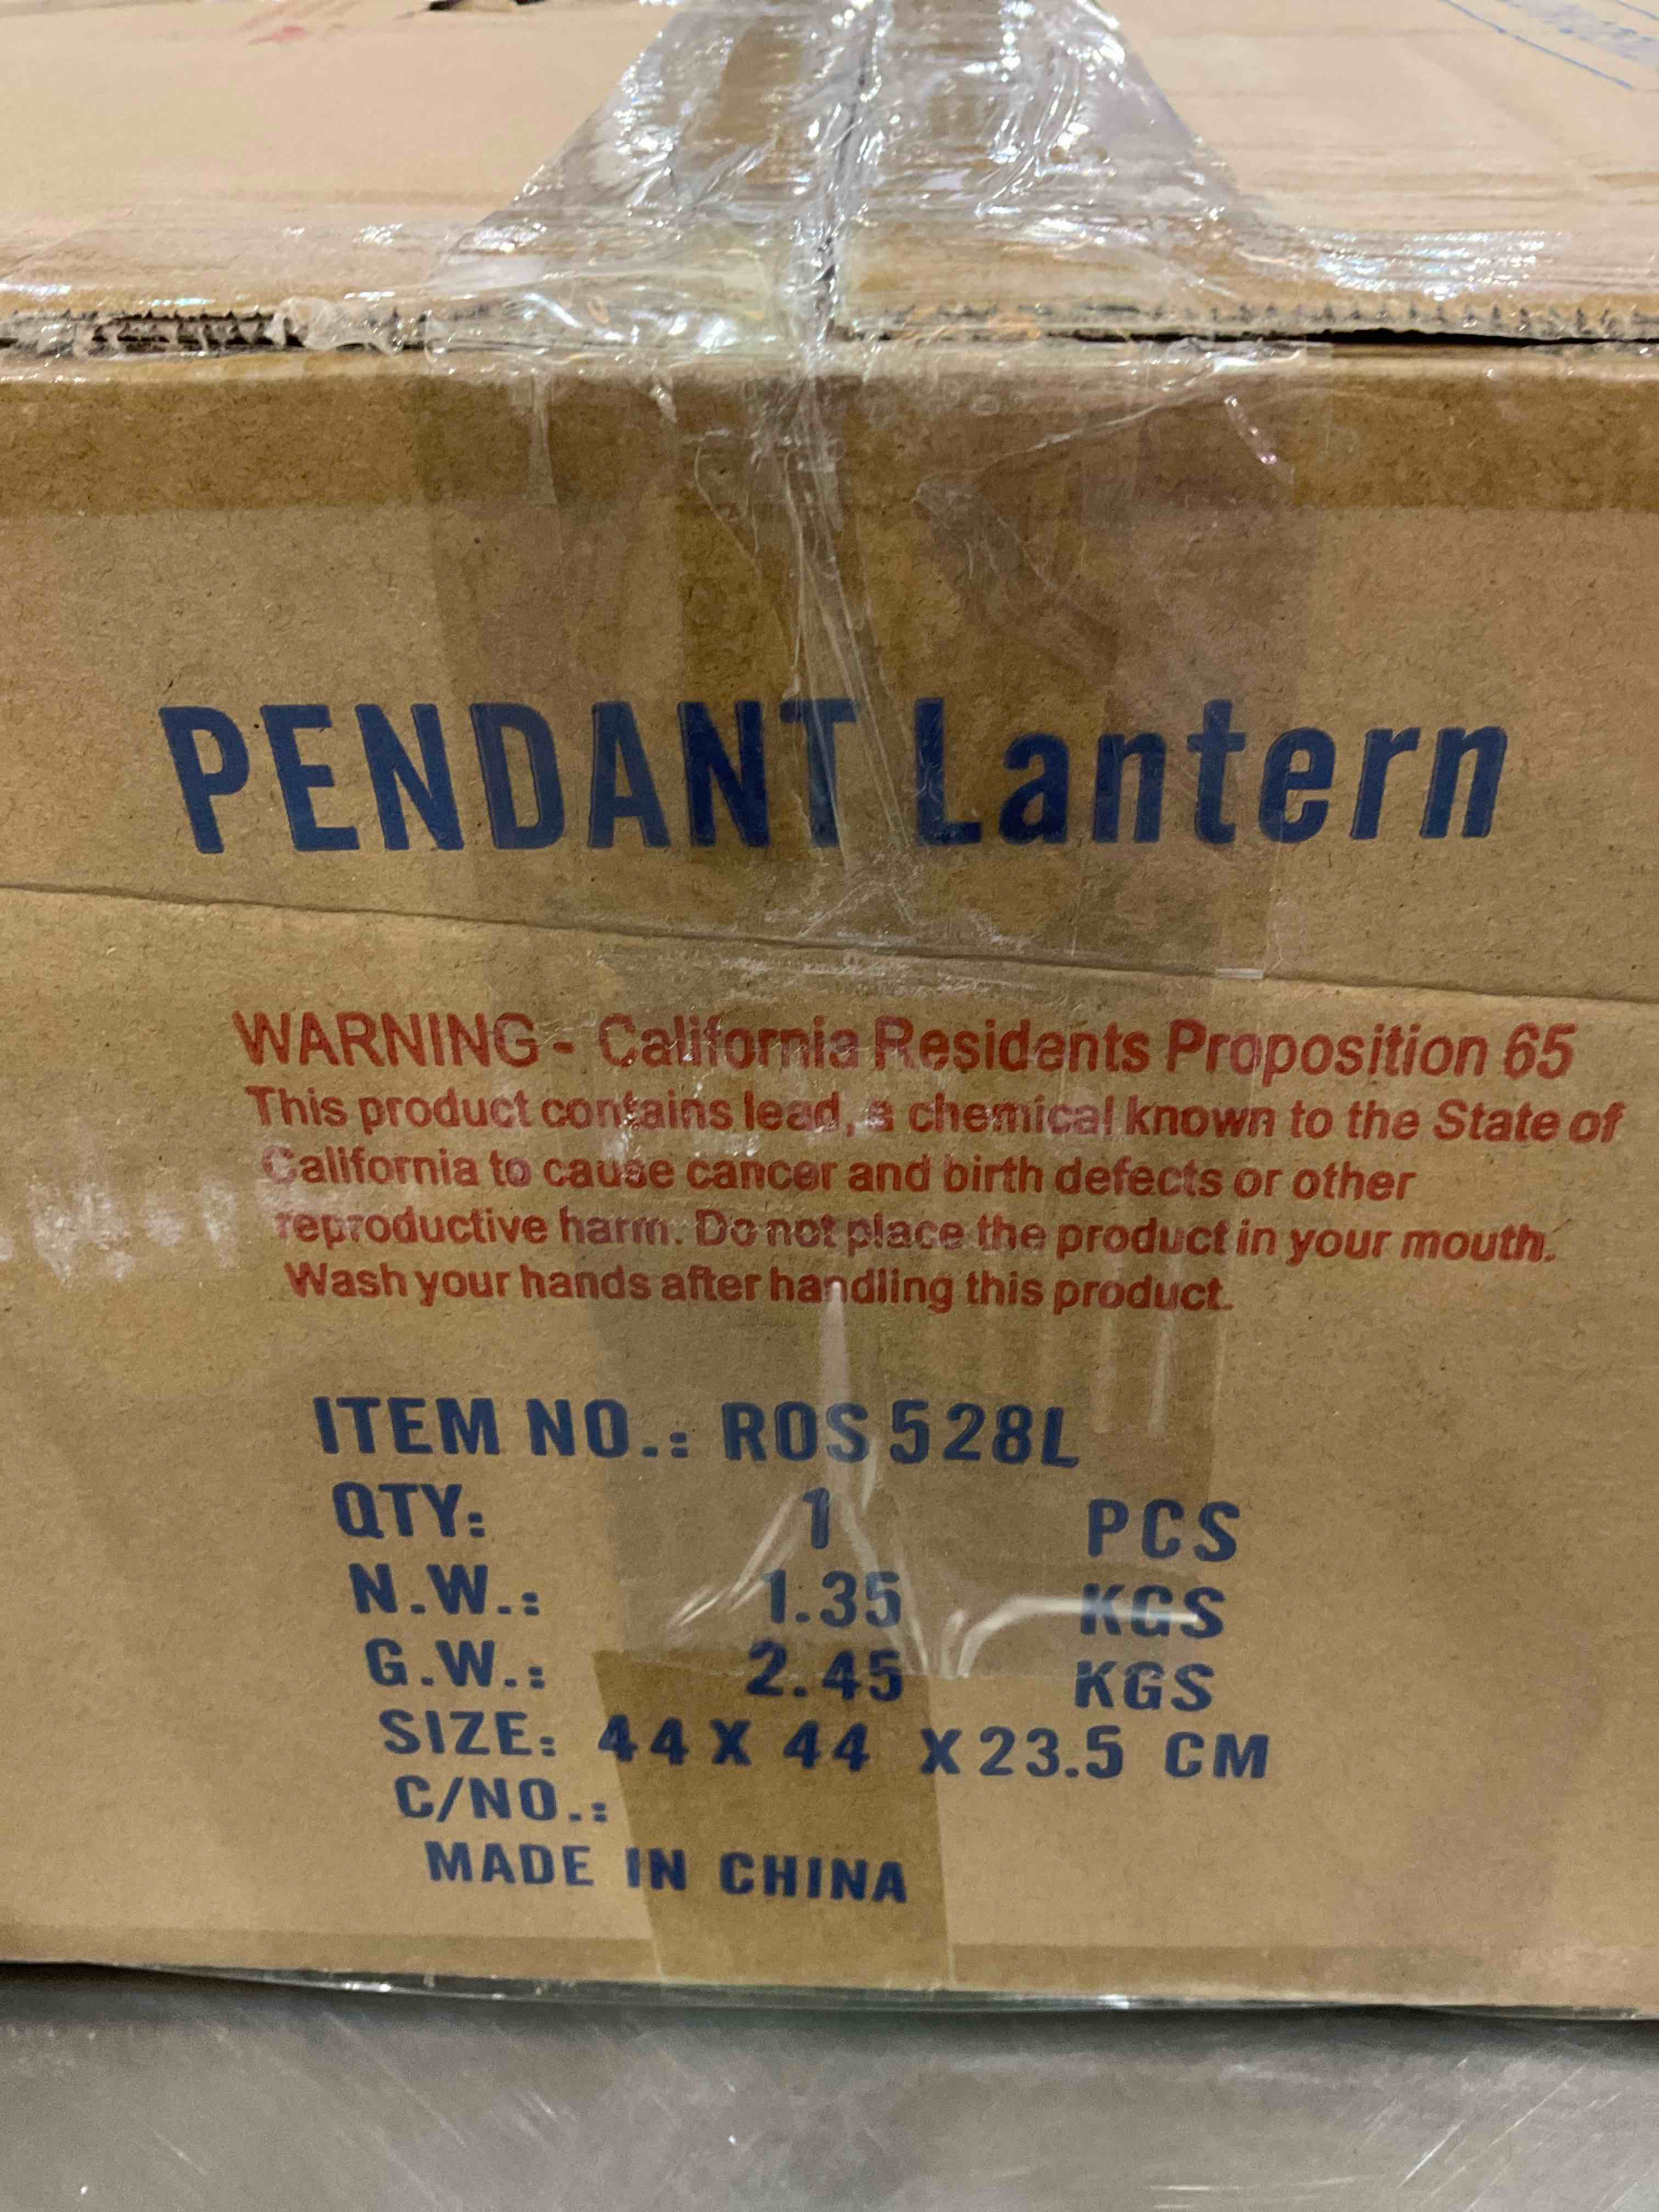 PENDANT Lantern
WARNING - California Residents Proposition 65
This product contains lead, a chemical known to the State of
California to cause cancer and birth defects or other
reproductive harm. Do not place the product in your mouth.
Wash your hands after handling this product.
ITEM NO.: ROS528L
QTY: 1 PCS
N.W.: 1.35 KGS
G.W.: 2.45 KGS
SIZE: 44 X 44 X 23.5 CM
C/NO.:
MADE IN CHINA